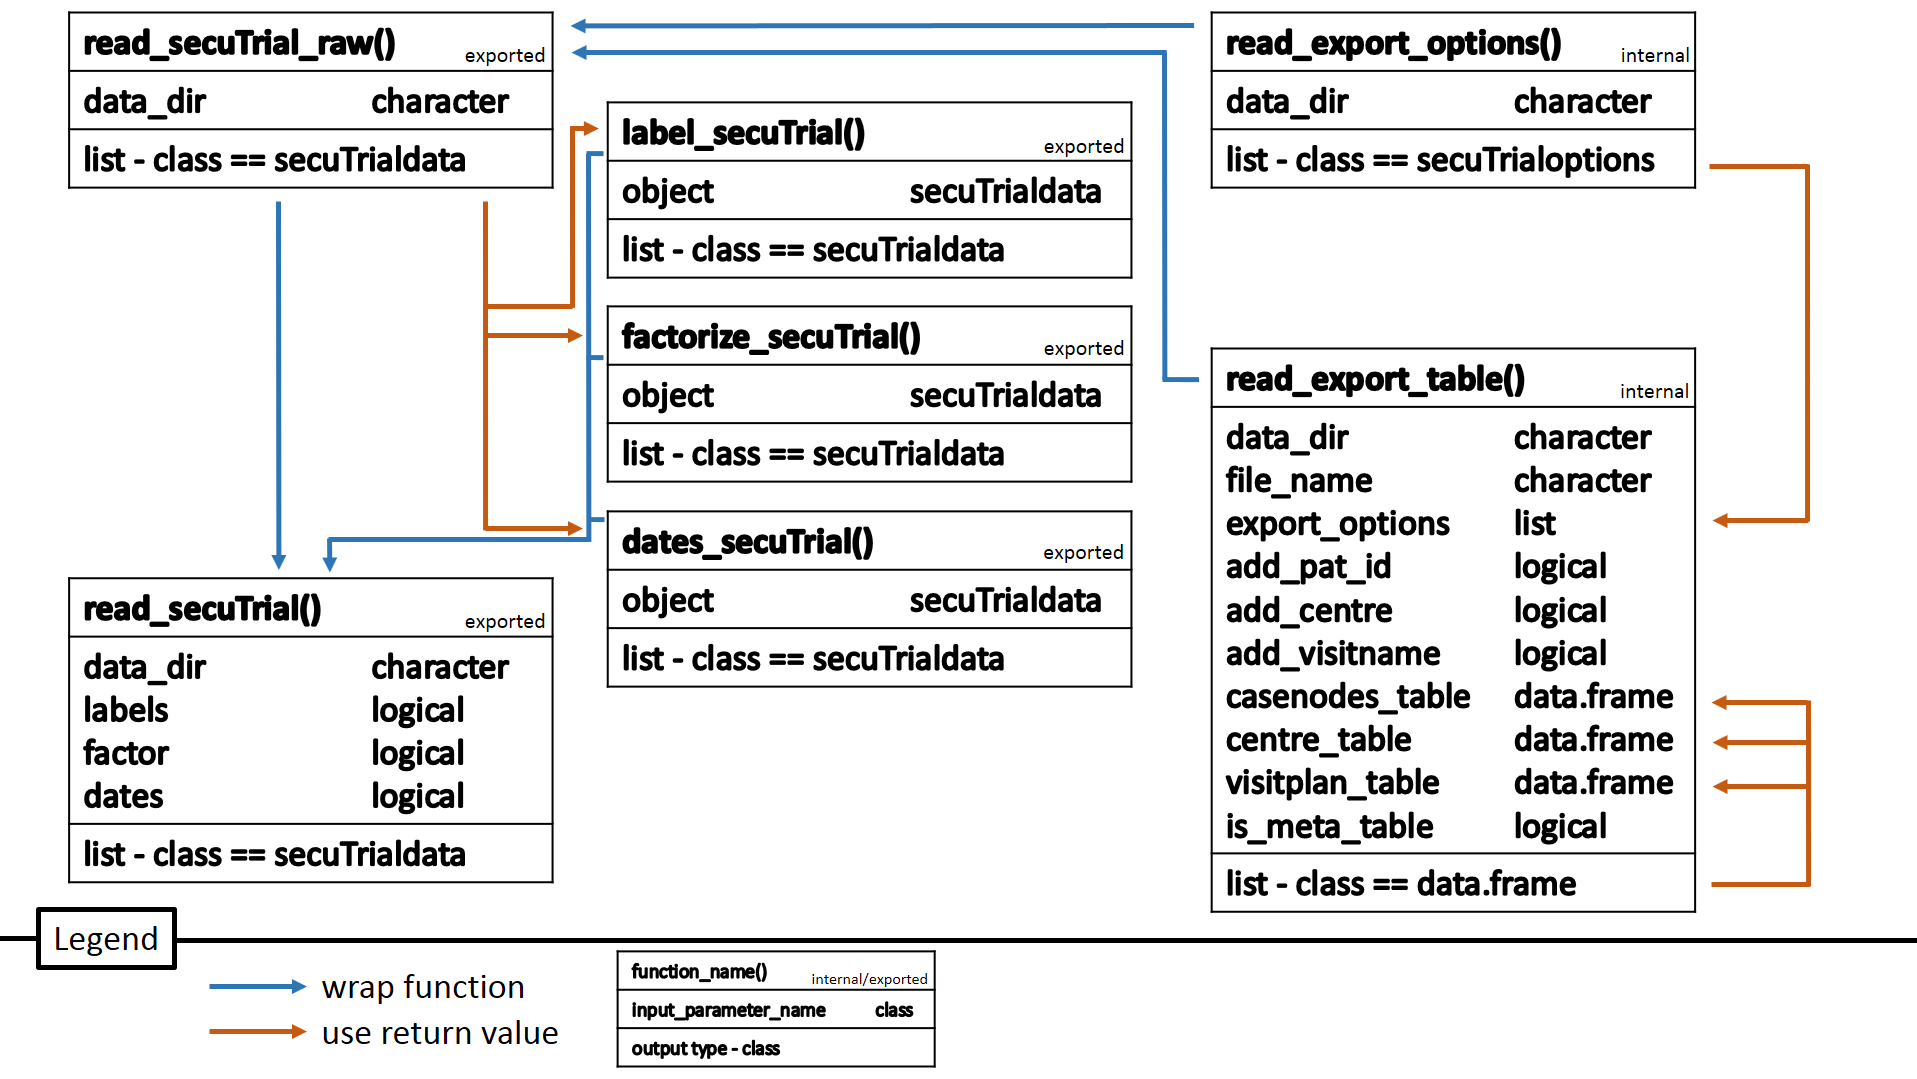 read_secuTrial_raw() exported
data_dir character
list - class == secuTrialdata
label_secuTrial() exported
object secuTrialdata
list - class == secuTrialdata
factorize_secuTrial() exported
object secuTrialdata
list - class == secuTrialdata
dates_secuTrial() exported
object secuTrialdata
list - class == secuTrialdata
read_secuTrial() exported
data_dir character
labels logical
factor logical
dates logical
list - class == secuTrialdata
read_export_options() internal
data_dir character
list - class == secuTrialoptions
read_export_table() internal
data_dir character
file_name character
export_options list
add_pat_id logical
add_centre logical
add_visitname logical
casenodes_table data.frame
centre_table data.frame
visitplan_table data.frame
is_meta_table logical
list - class == data.frame
Legend
wrap function
use return value
function_name() internal/exported
input_parameter_name class
output type - class